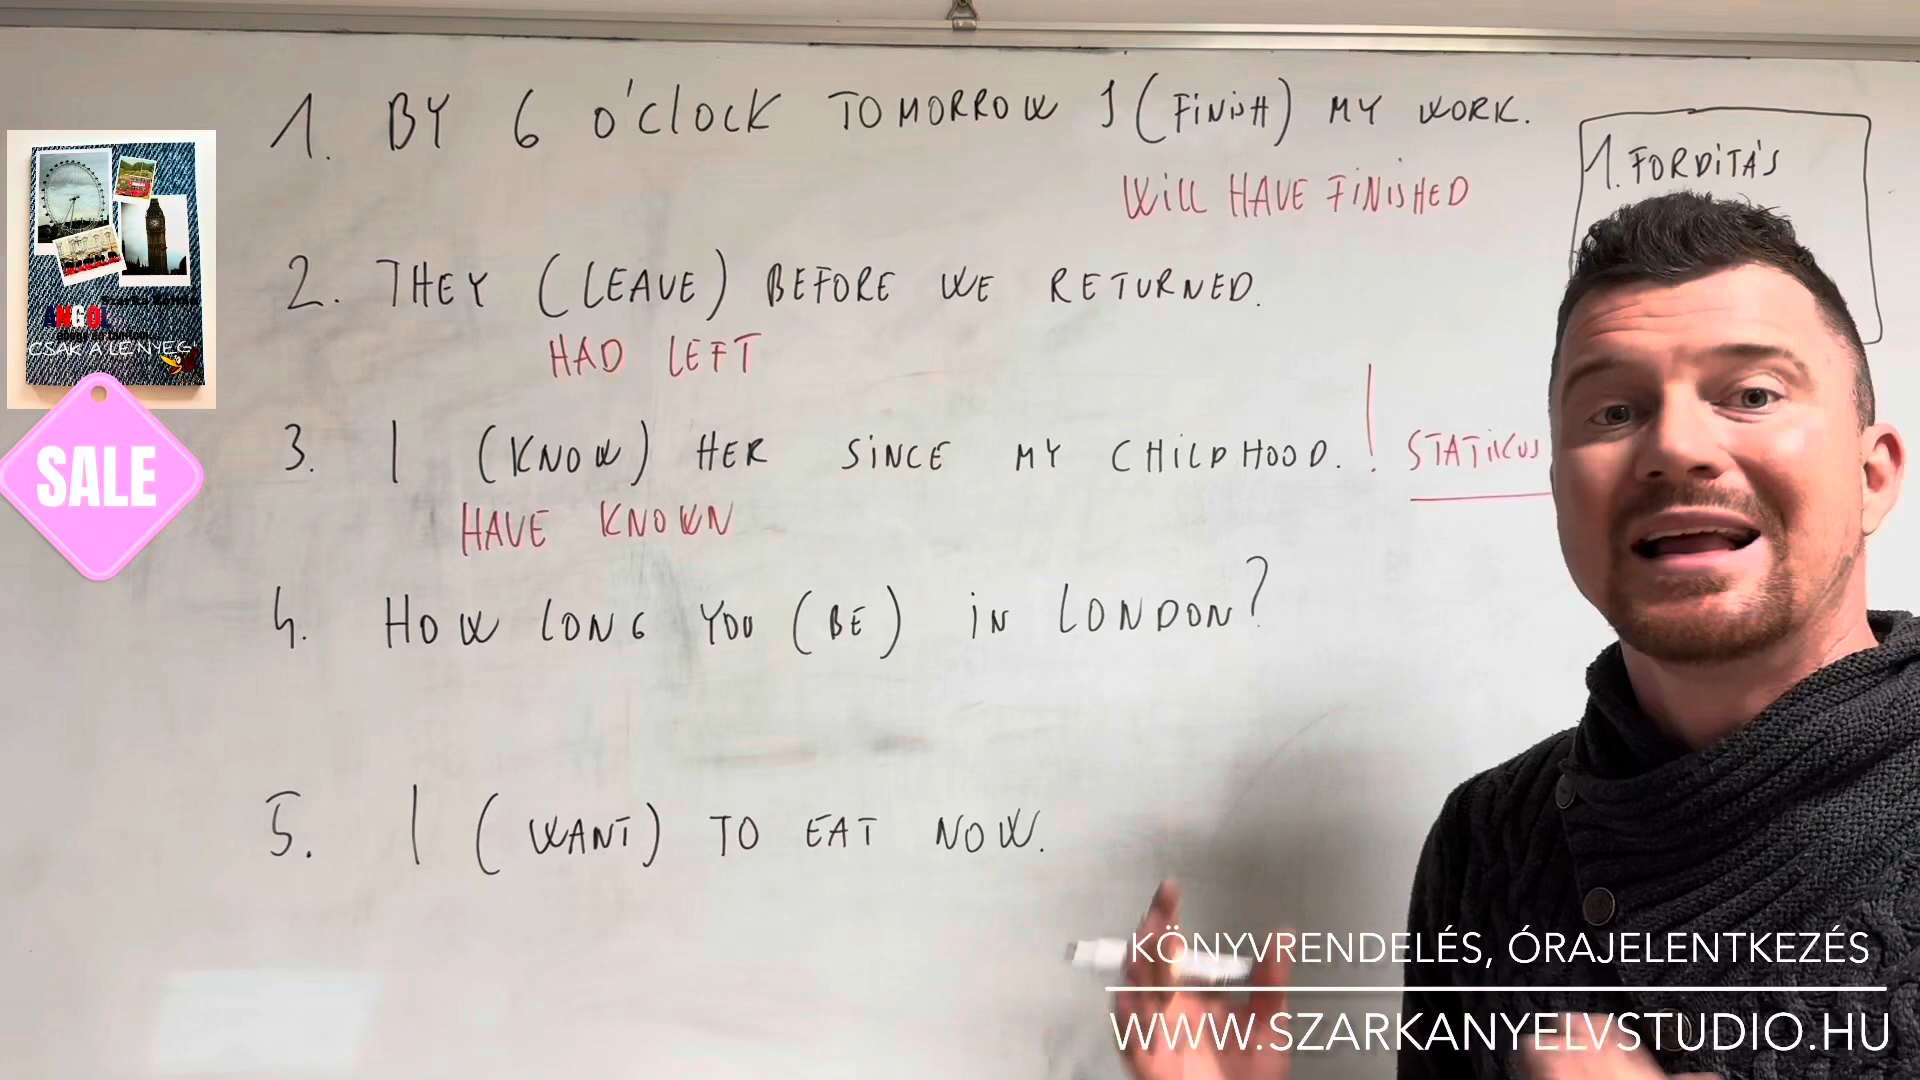 1. BY 6 O'CLOCK TOMORROW I (FINISH) MY WORK.
WILL HAVE FINISHED
1. FORDÍTÁS
2. THEY (LEAVE) BEFORE WE RETURNED.
HAD LEFT
3. I (KNOW) HER SINCE MY CHILDHOOD. ! STATIKUS
HAVE KNOWN
4. HOW LONG YOU (BE) IN LONDON?
5. I (WANT) TO EAT NOW.
ANGOL
CSAK A LÉNYEG
SALE
KÖNYVRENDELÉS, ÓRAJELENTKEZÉS
WWW.SZARKANYELVSTUDIO.HU